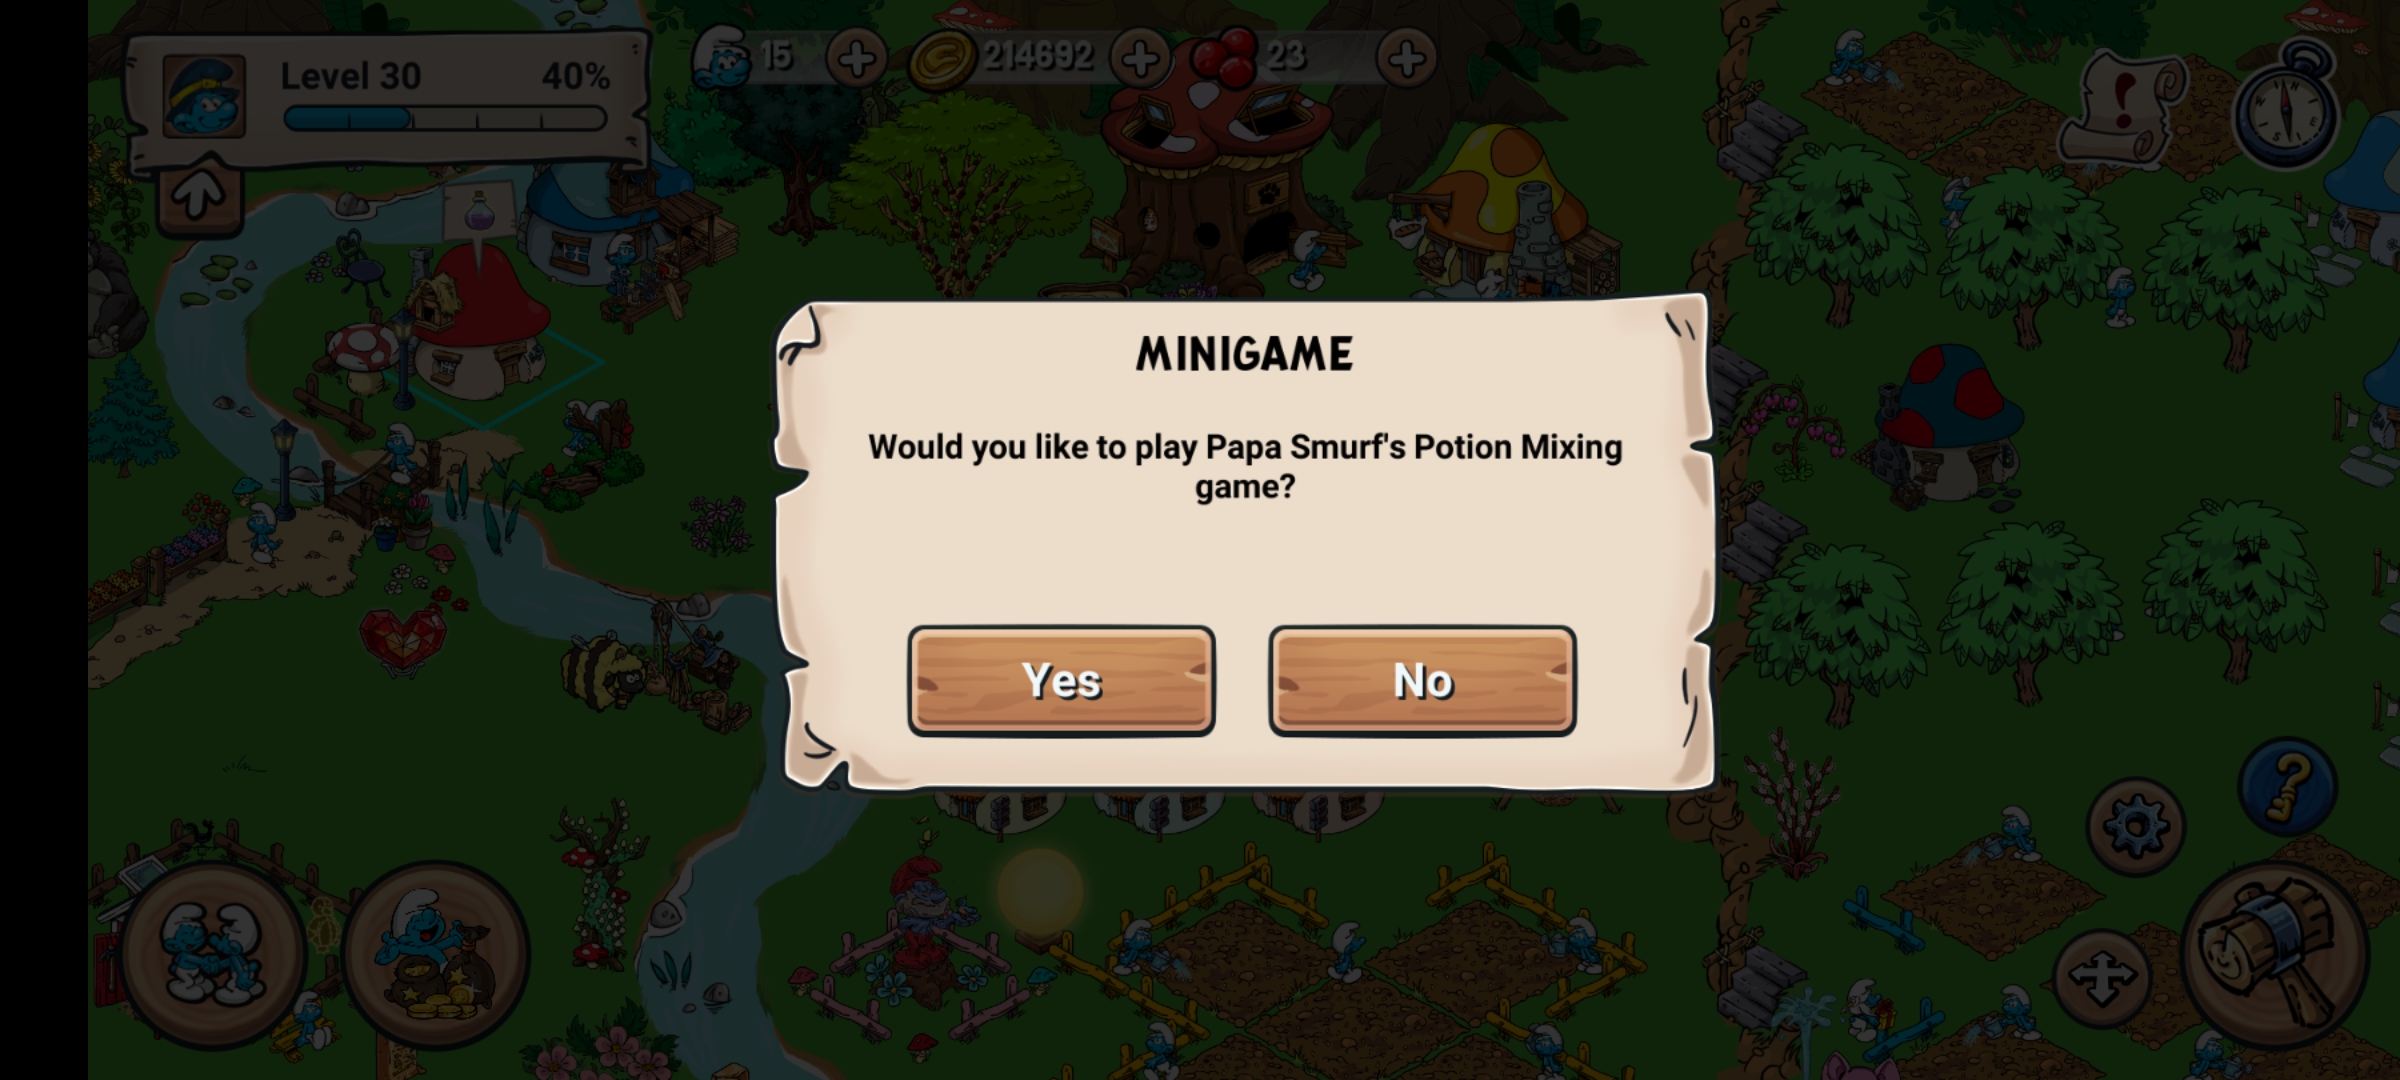 Level 30 40%
15
214692
23
MINIGAME
Would you like to play Papa Smurf's Potion Mixing
game?
Yes
No